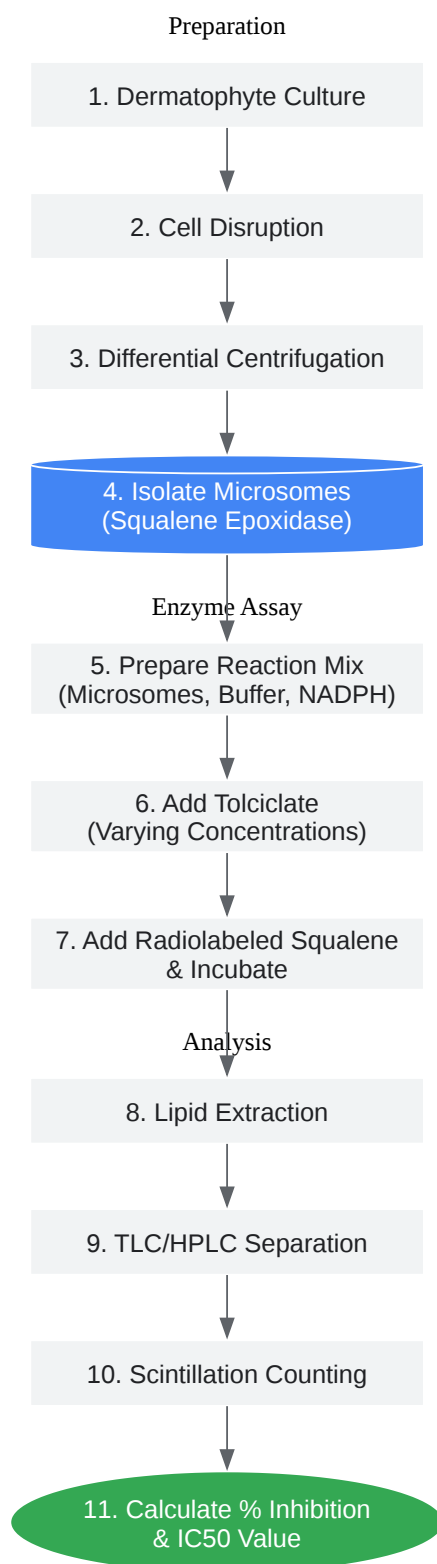 Preparation
1. Dermatophyte Culture
2. Cell Disruption
3. Differential Centrifugation
4. Isolate Microsomes
(Squalene Epoxidase)
Enzyme Assay
5. Prepare Reaction Mix
(Microsomes, Buffer, NADPH)
6. Add Tolciclate
(Varying Concentrations)
7. Add Radiolabeled Squalene
& Incubate
Analysis
8. Lipid Extraction
9. TLC/HPLC Separation
10. Scintillation Counting
11. Calculate % Inhibition
& IC50 Value